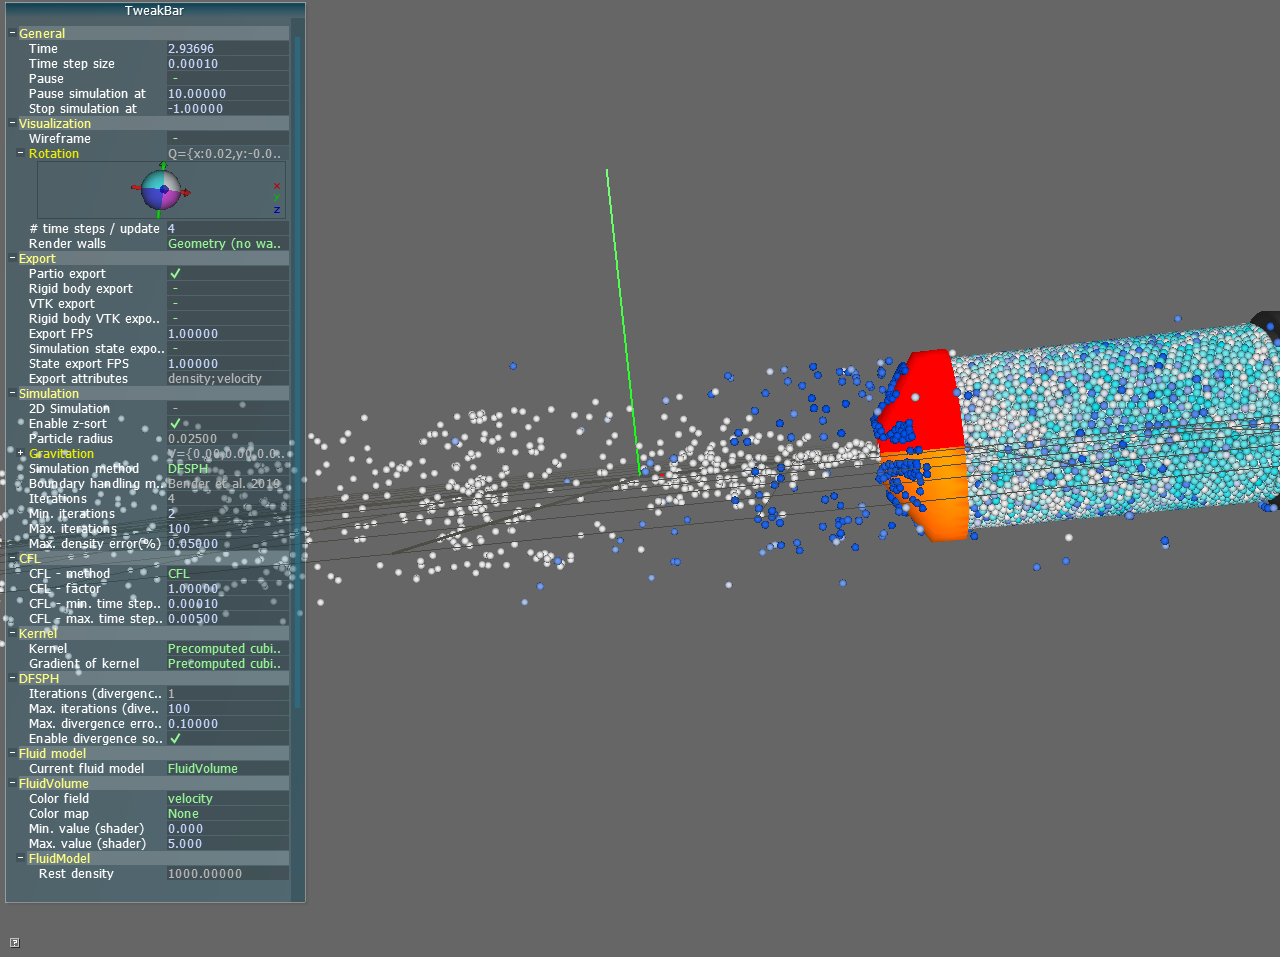 TweakBar
General
Time 2.93696
Time step size 0.00010
Pause -
Pause simulation at 10.00000
Stop simulation at -1.00000
Visualization
Wireframe -
Rotation Q={x:0.02,y:-0.0..
x
y
z
# time steps / update 4
Render walls Geometry (no wa..
Export
Partio export ✓
Rigid body export -
VTK export -
Rigid body VTK expo.. -
Export FPS 1.00000
Simulation state expo.. -
State export FPS 1.00000
Export attributes density;velocity
Simulation
2D Simulation -
Enable z-sort ✓
Particle radius 0.02500
Gravitation V={0.00,0.00,0.0..
Simulation method DFSPH
Boundary handling m.. Bender et al. 2019
Iterations 4
Min. iterations 2
Max. iterations 100
Max. density error(%) 0.05000
CFL
CFL - method CFL
CFL - factor 1.00000
CFL - min. time step.. 0.00010
CFL - max. time step.. 0.00500
Kernel
Kernel Precomputed cubi..
Gradient of kernel Precomputed cubi..
DFSPH
Iterations (divergenc.. 1
Max. iterations (dive.. 100
Max. divergence erro.. 0.10000
Enable divergence so.. ✓
Fluid model
Current fluid model FluidVolume
FluidVolume
Color field velocity
Color map None
Min. value (shader) 0.000
Max. value (shader) 5.000
FluidModel
Rest density 1000.00000
?